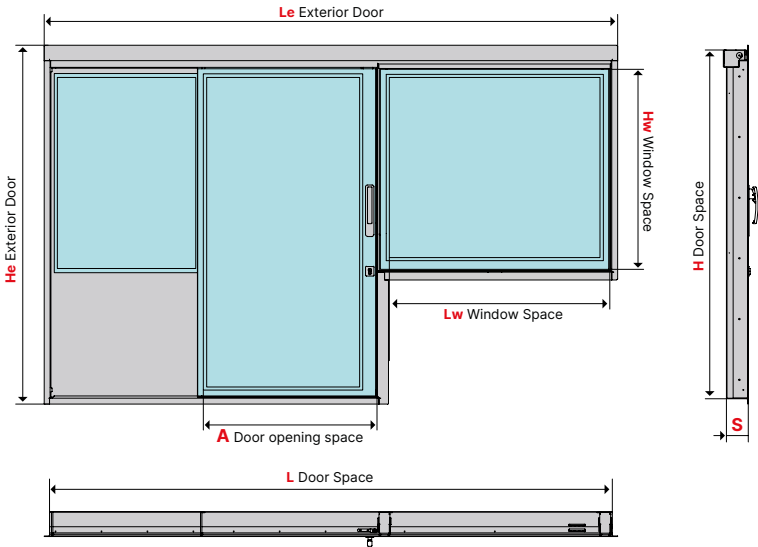 Le Exterior Door
He Exterior Door
Hw Window Space
H Door Space
Lw Window Space
A Door opening space
S
L Door Space